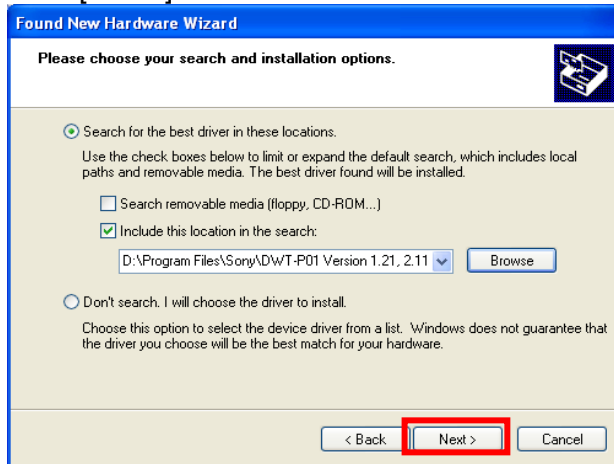 Found New Hardware Wizard
Please choose your search and installation options.
Search for the best driver in these locations.
Use the check boxes below to limit or expand the default search, which includes local
paths and removable media. The best driver found will be installed.
Search removable media (floppy, CD-ROM...)
Include this location in the search:
D:\Program Files\Sony\DWT-P01 Version 1.21, 2.11
Browse
Don't search. I will choose the driver to install.
Choose this option to select the device driver from a list. Windows does not guarantee that
the driver you choose will be the best match for your hardware.
< Back Next > Cancel